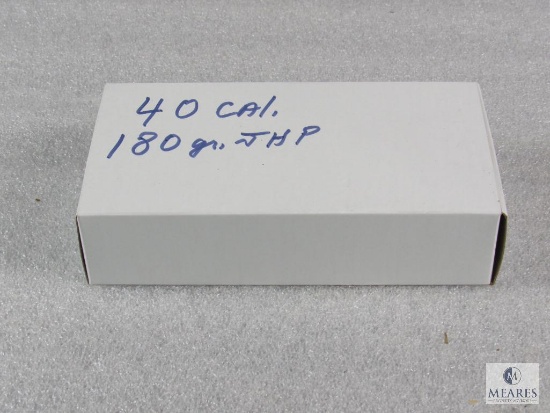 40 CAL.
180 gr. JHP
M
MEARES